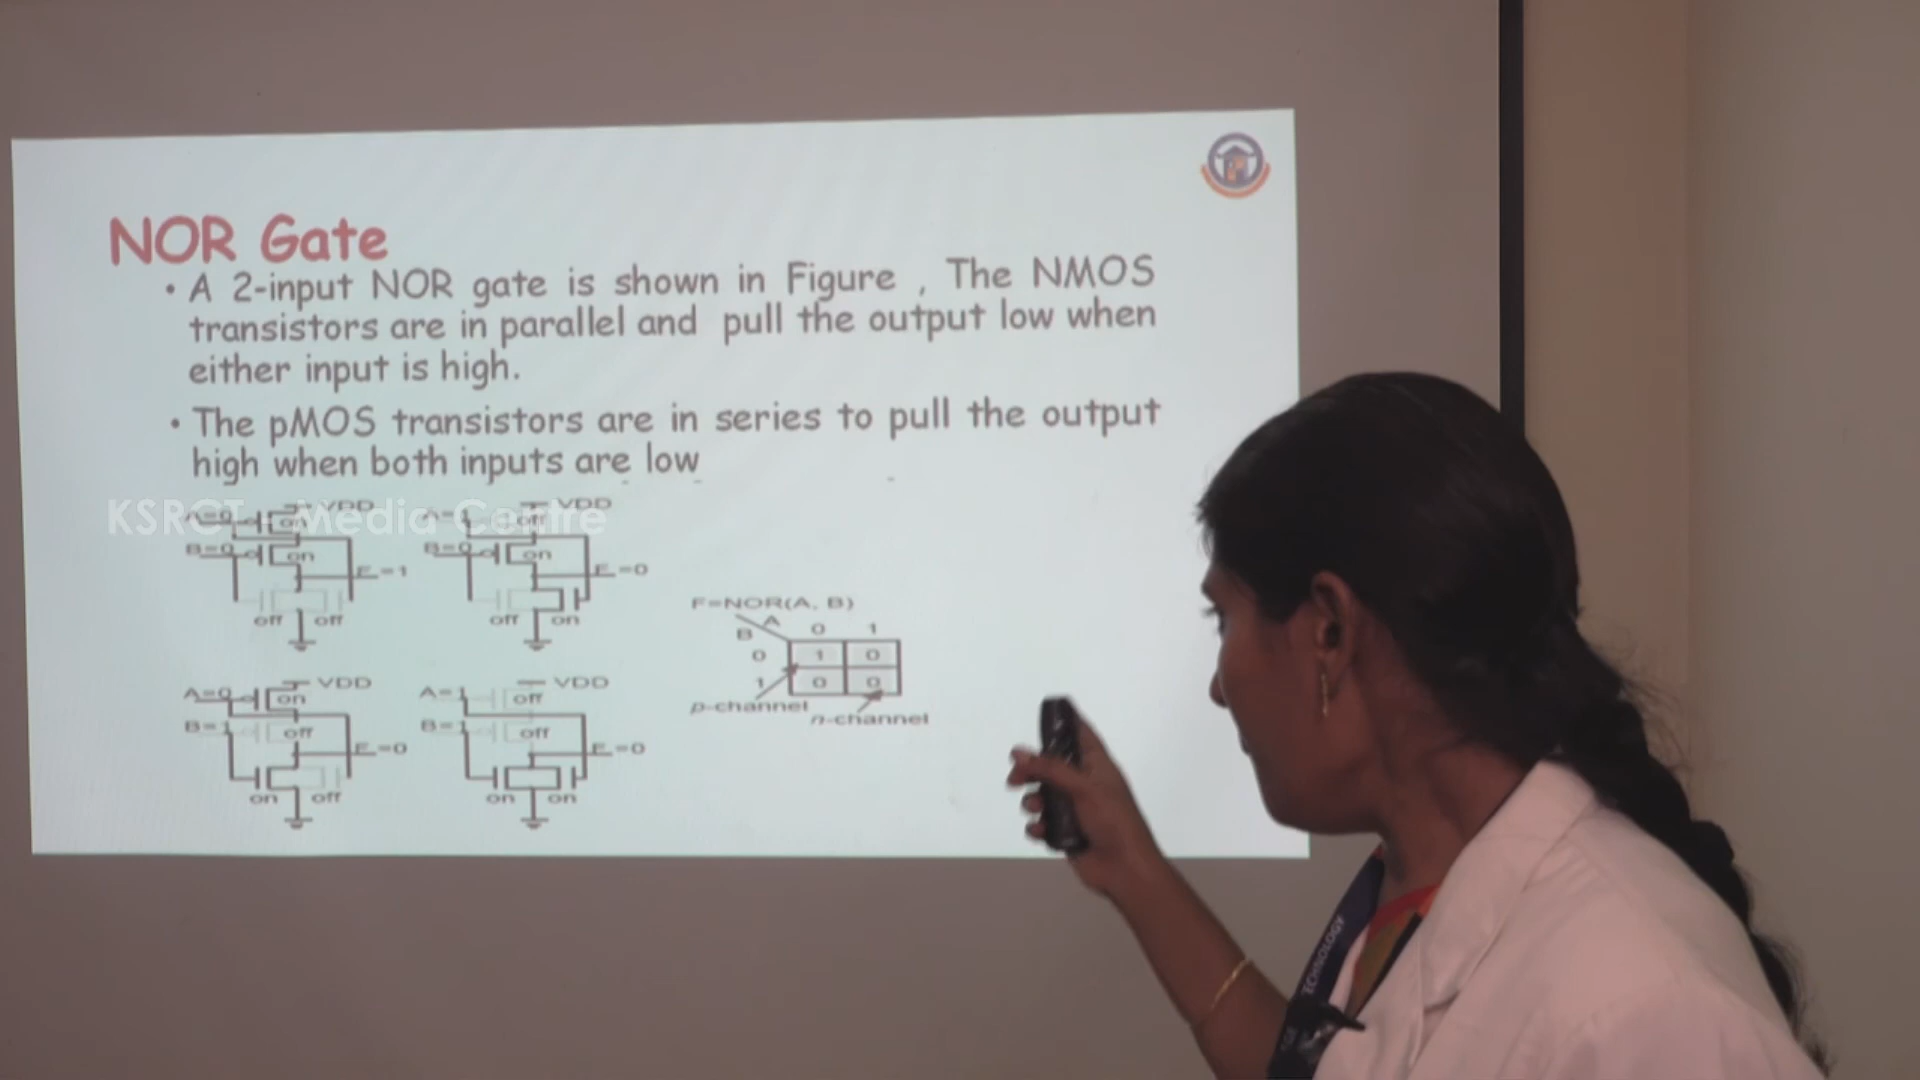 NOR Gate
• A 2-input NOR gate is shown in Figure , The NMOS
transistors are in parallel and pull the output low when
either input is high.
• The pMOS transistors are in series to pull the output
high when both inputs are low
KSRCT - Media Centre
A=0 on VDD
B=0 on
F=1
off off
A=1 off VDD
B=0 on
F=0
off on
A=0 on VDD
B=1 off
F=0
on off
A=1 off VDD
B=1 off
F=0
on on
F=NOR(A, B)
A 0 1
B
0 1 0
1 0 0
p-channel
n-channel
TECHNOLOGY